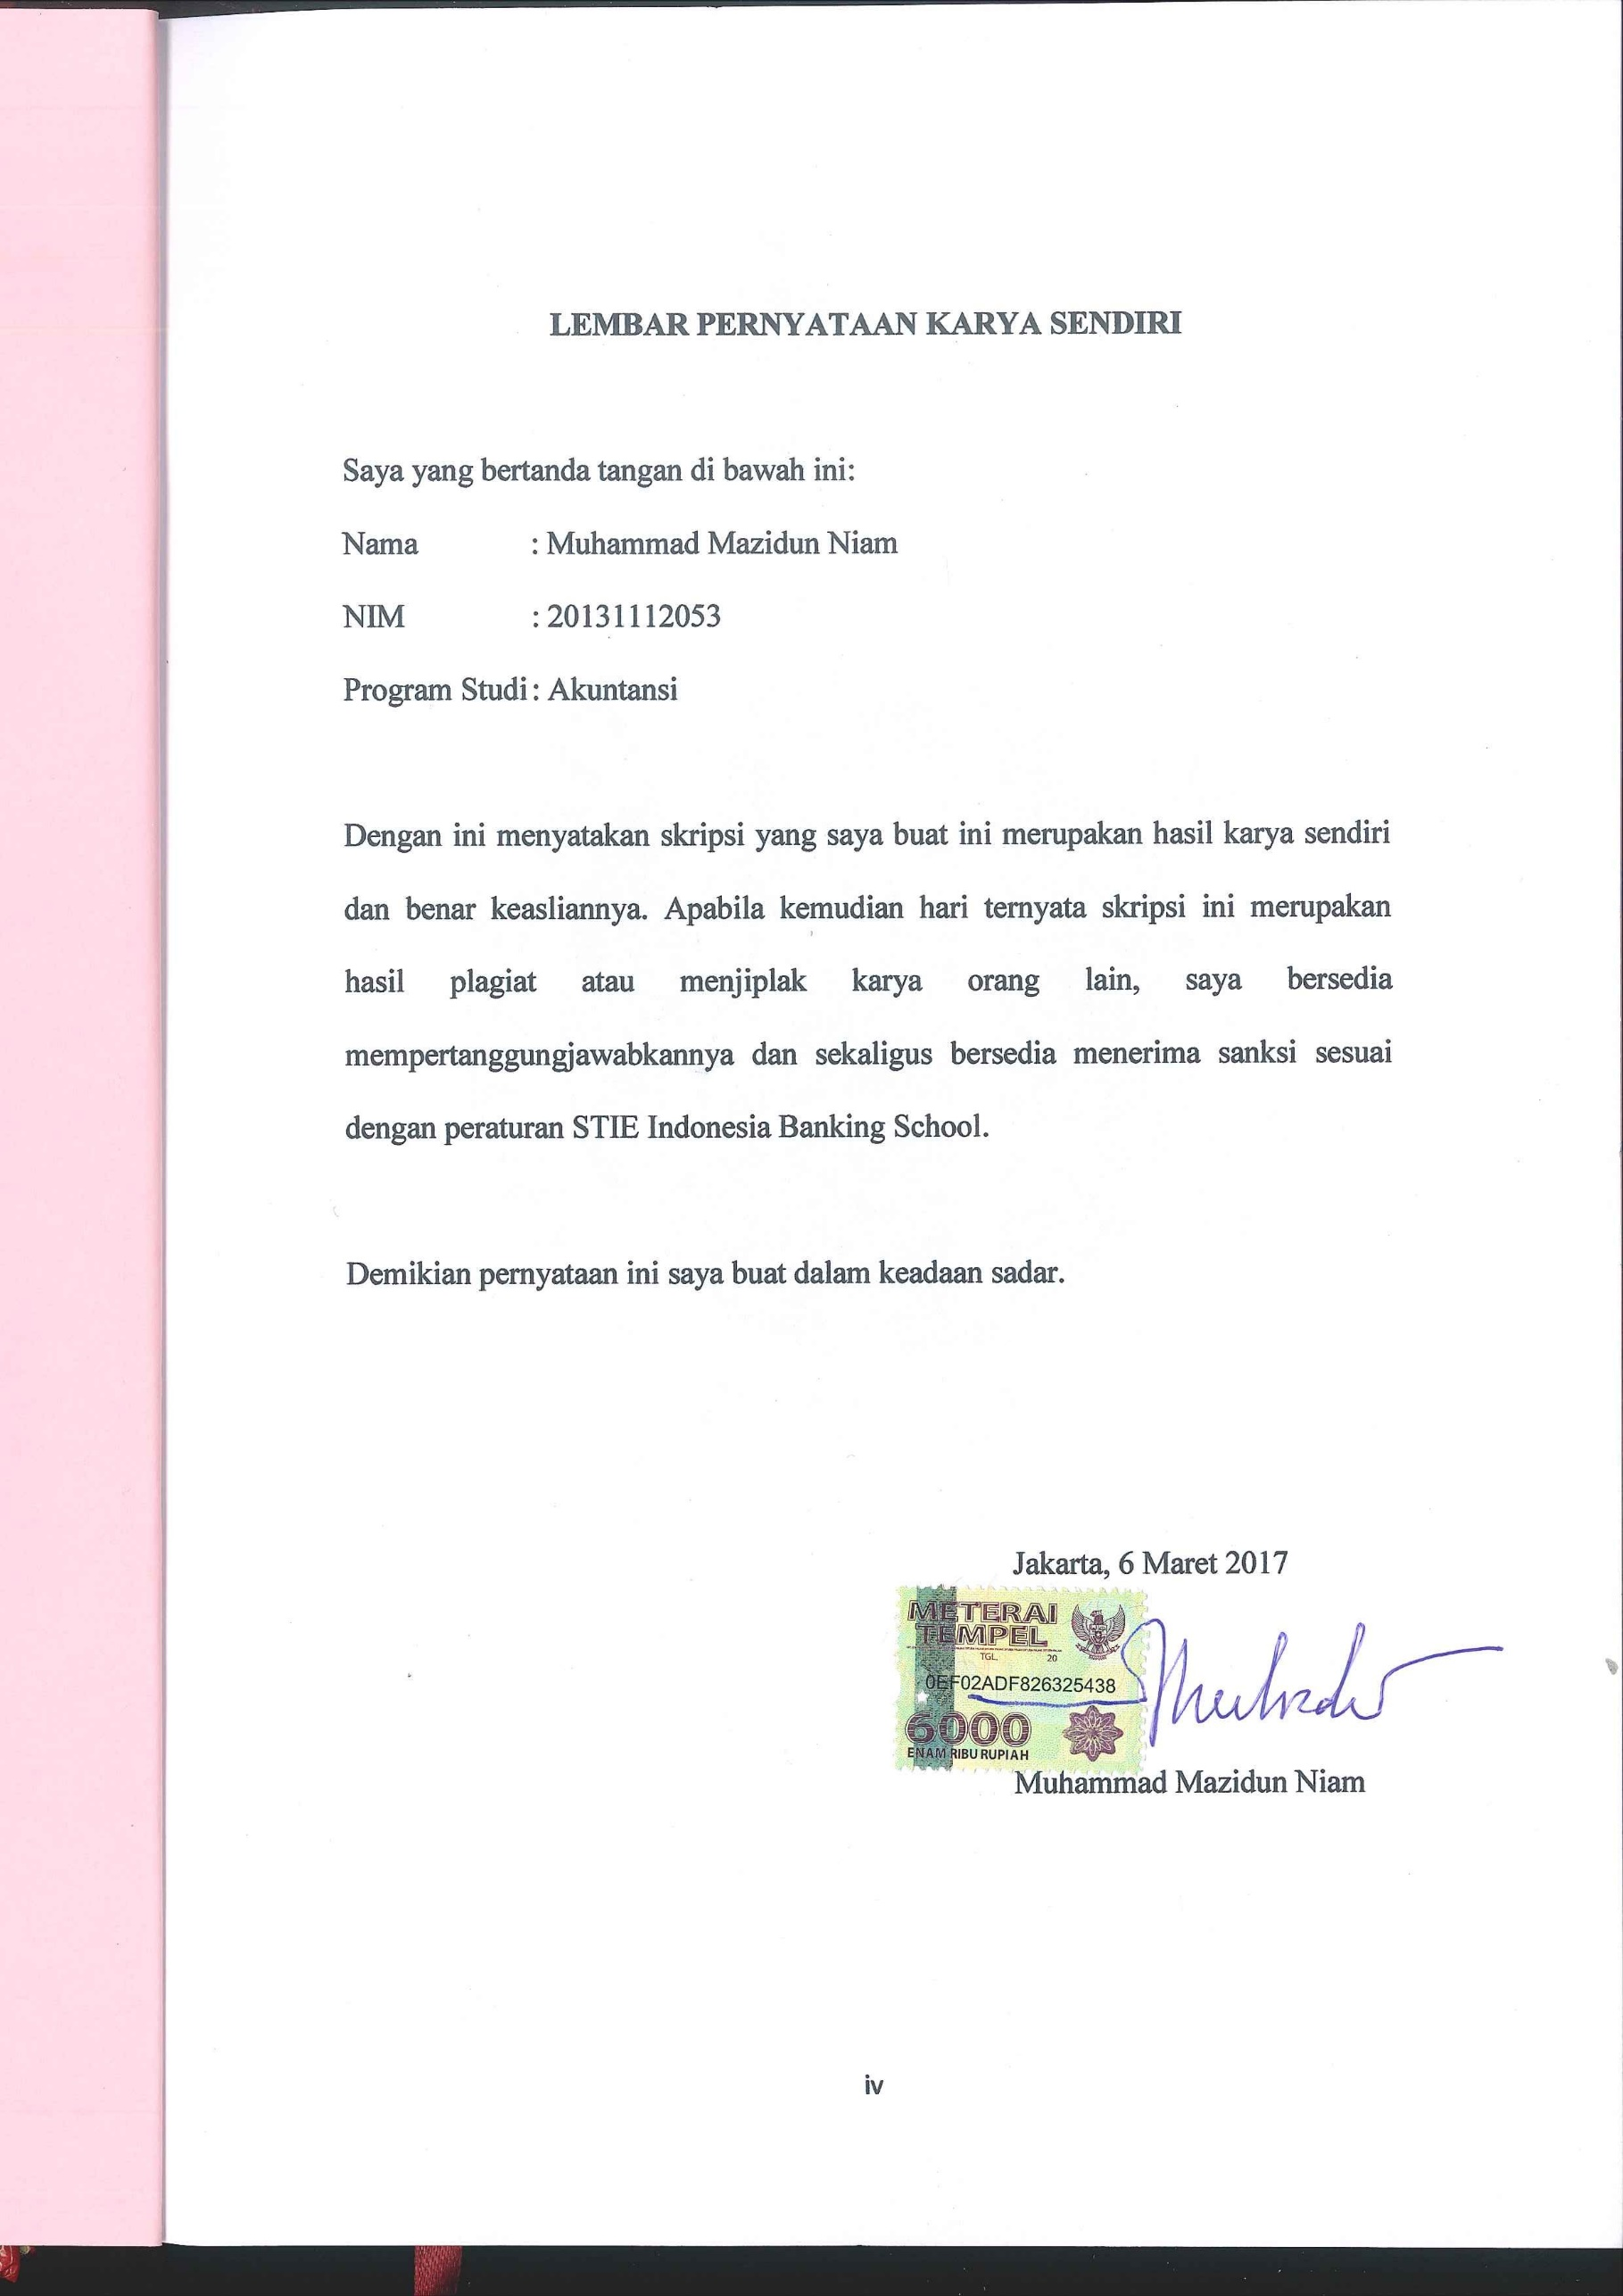 LEMBAR PERNYATAAN KARYA SENDIRI
Saya yang bertanda tangan di bawah ini:
Nama : Muhammad Mazidun Niam
NIM : 20131112053
Program Studi : Akuntansi
Dengan ini menyatakan skripsi yang saya buat ini merupakan hasil karya sendiri
dan benar keasliannya. Apabila kemudian hari ternyata skripsi ini merupakan
hasil plagiat atau menjiplak karya orang lain, saya bersedia
mempertanggungjawabkannya dan sekaligus bersedia menerima sanksi sesuai
dengan peraturan STIE Indonesia Banking School.
Demikian pernyataan ini saya buat dalam keadaan sadar.
Jakarta, 6 Maret 2017
METERAI
TEMPEL
TGL. 20
0EF02ADF826325438
6000
ENAM RIBU RUPIAH
Muhammad Mazidun Niam
iv